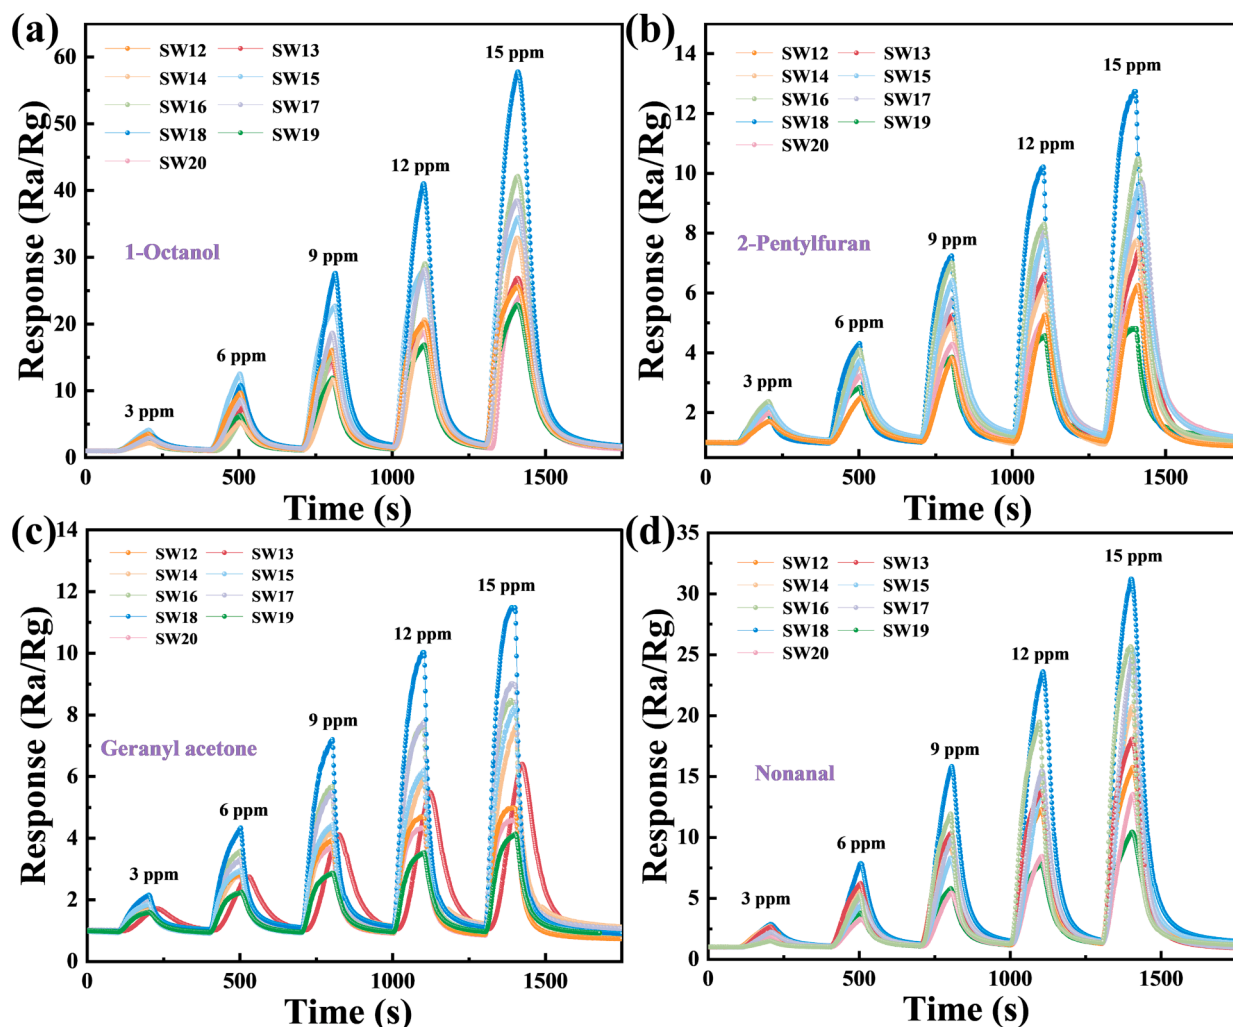 (a)
Response (Ra/Rg)
60
50
40
30
20
10
0
SW12 SW13
SW14 SW15
SW16 SW17
SW18 SW19
SW20
1-Octanol
3 ppm
6 ppm
9 ppm
12 ppm
15 ppm
0 500 1000 1500
Time (s)
(b)
Response (Ra/Rg)
14
12
10
8
6
4
2
SW12 SW13
SW14 SW15
SW16 SW17
SW18 SW19
SW20
2-Pentylfuran
3 ppm
6 ppm
9 ppm
12 ppm
15 ppm
0 500 1000 1500
Time (s)
(c)
Response (Ra/Rg)
14
12
10
8
6
4
2
0
SW12 SW13
SW14 SW15
SW16 SW17
SW18 SW19
SW20
Geranyl acetone
3 ppm
6 ppm
9 ppm
12 ppm
15 ppm
0 500 1000 1500
Time (s)
(d)
Response (Ra/Rg)
35
30
25
20
15
10
5
0
SW12 SW13
SW14 SW15
SW16 SW17
SW18 SW19
SW20
Nonanal
3 ppm
6 ppm
9 ppm
12 ppm
15 ppm
0 500 1000 1500
Time (s)